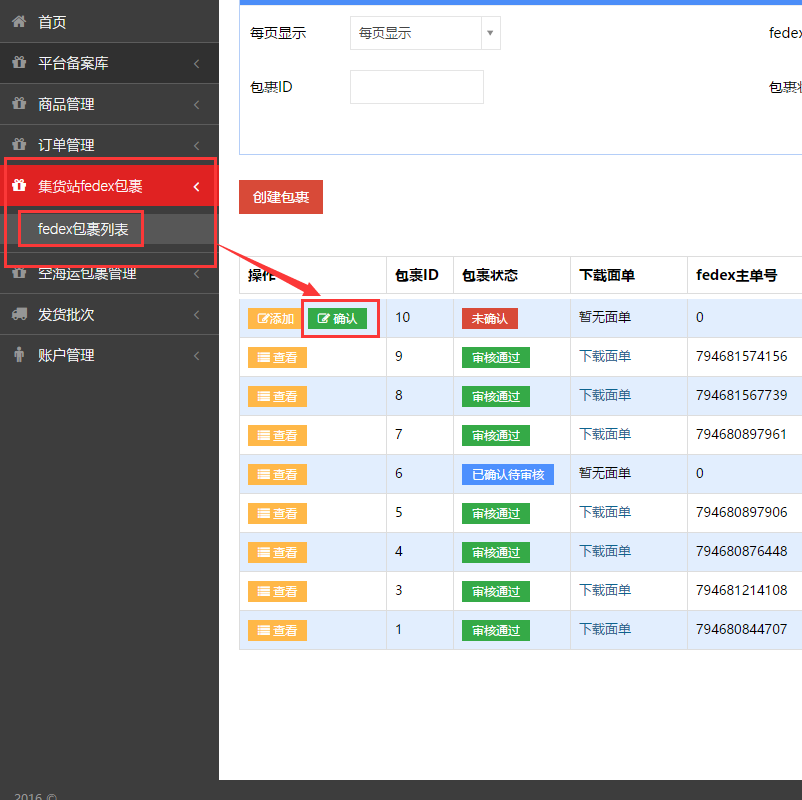 首页
平台备案库
商品管理
订单管理
集货站fedex包裹
fedex包裹列表
空海运包裹管理
发货批次
账户管理
2016 ©
每页显示 每页显示 fedex
包裹ID 包裹状
创建包裹
操作 包裹ID 包裹状态 下载面单 fedex主单号
添加 确认 10 未确认 暂无面单 0
查看 9 审核通过 下载面单 794681574156
查看 8 审核通过 下载面单 794681567739
查看 7 审核通过 下载面单 794680897961
查看 6 已确认待审核 暂无面单 0
查看 5 审核通过 下载面单 794680897906
查看 4 审核通过 下载面单 794680876448
查看 3 审核通过 下载面单 794681214108
查看 1 审核通过 下载面单 794680844707